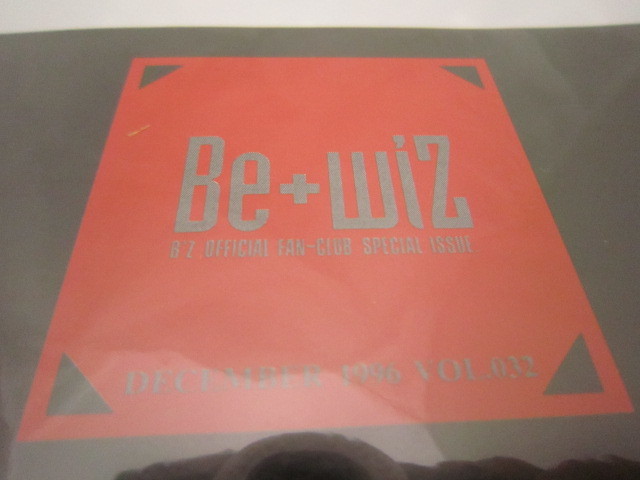 Be+wiZ
B'Z OFFICIAL FAN-CLUB SPECIAL ISSUE
DECEMBER 1996 VOL.032